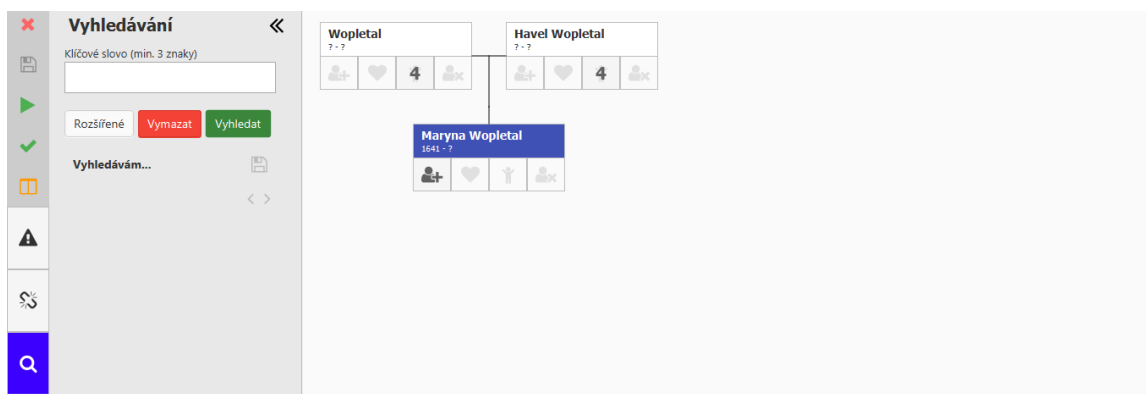 Vyhledávání
Klíčové slovo (min. 3 znaky)
Rozšířené Vymazat Vyhledat
Vyhledávám...
Wopletal
? - ?
4
Havel Wopletal
? - ?
4
Maryna Wopletal
1641 - ?